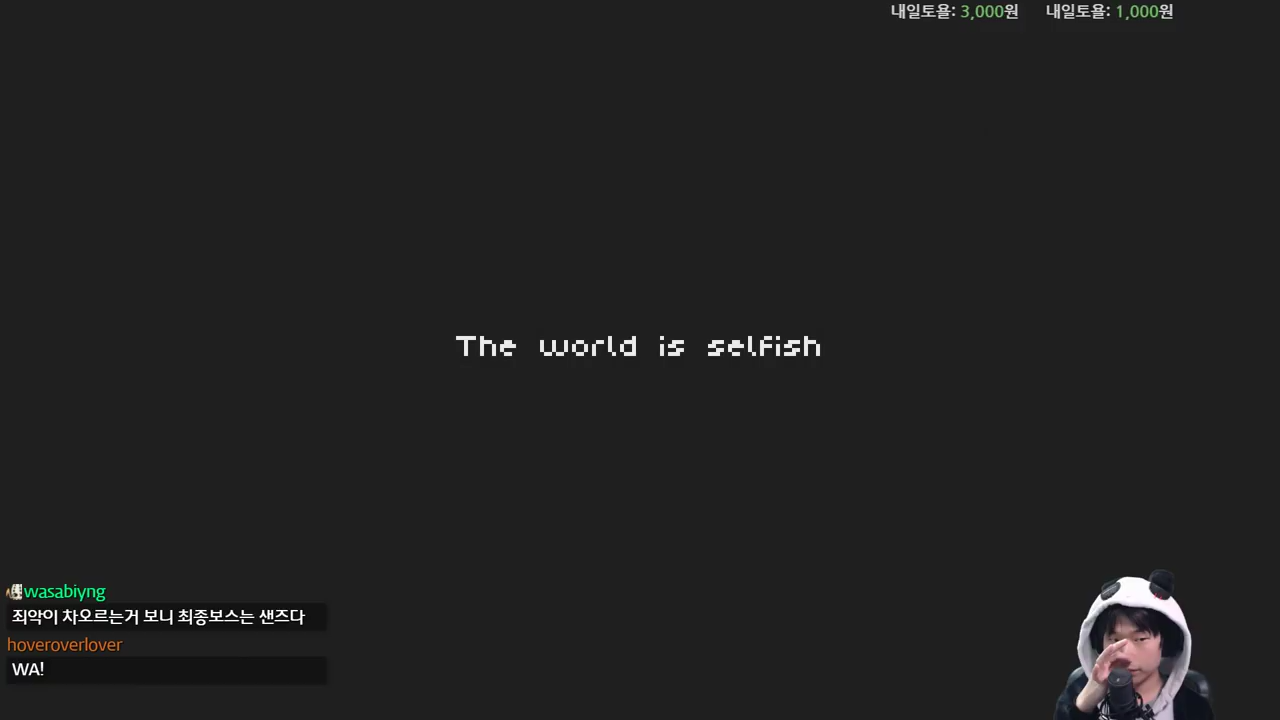 내일토율: 3,000원 내일토율: 1,000원
The world is selfish
wasabiyng
죄악이 차오르는거 보니 최종보스는 샌즈다
hoveroverlover
WA!